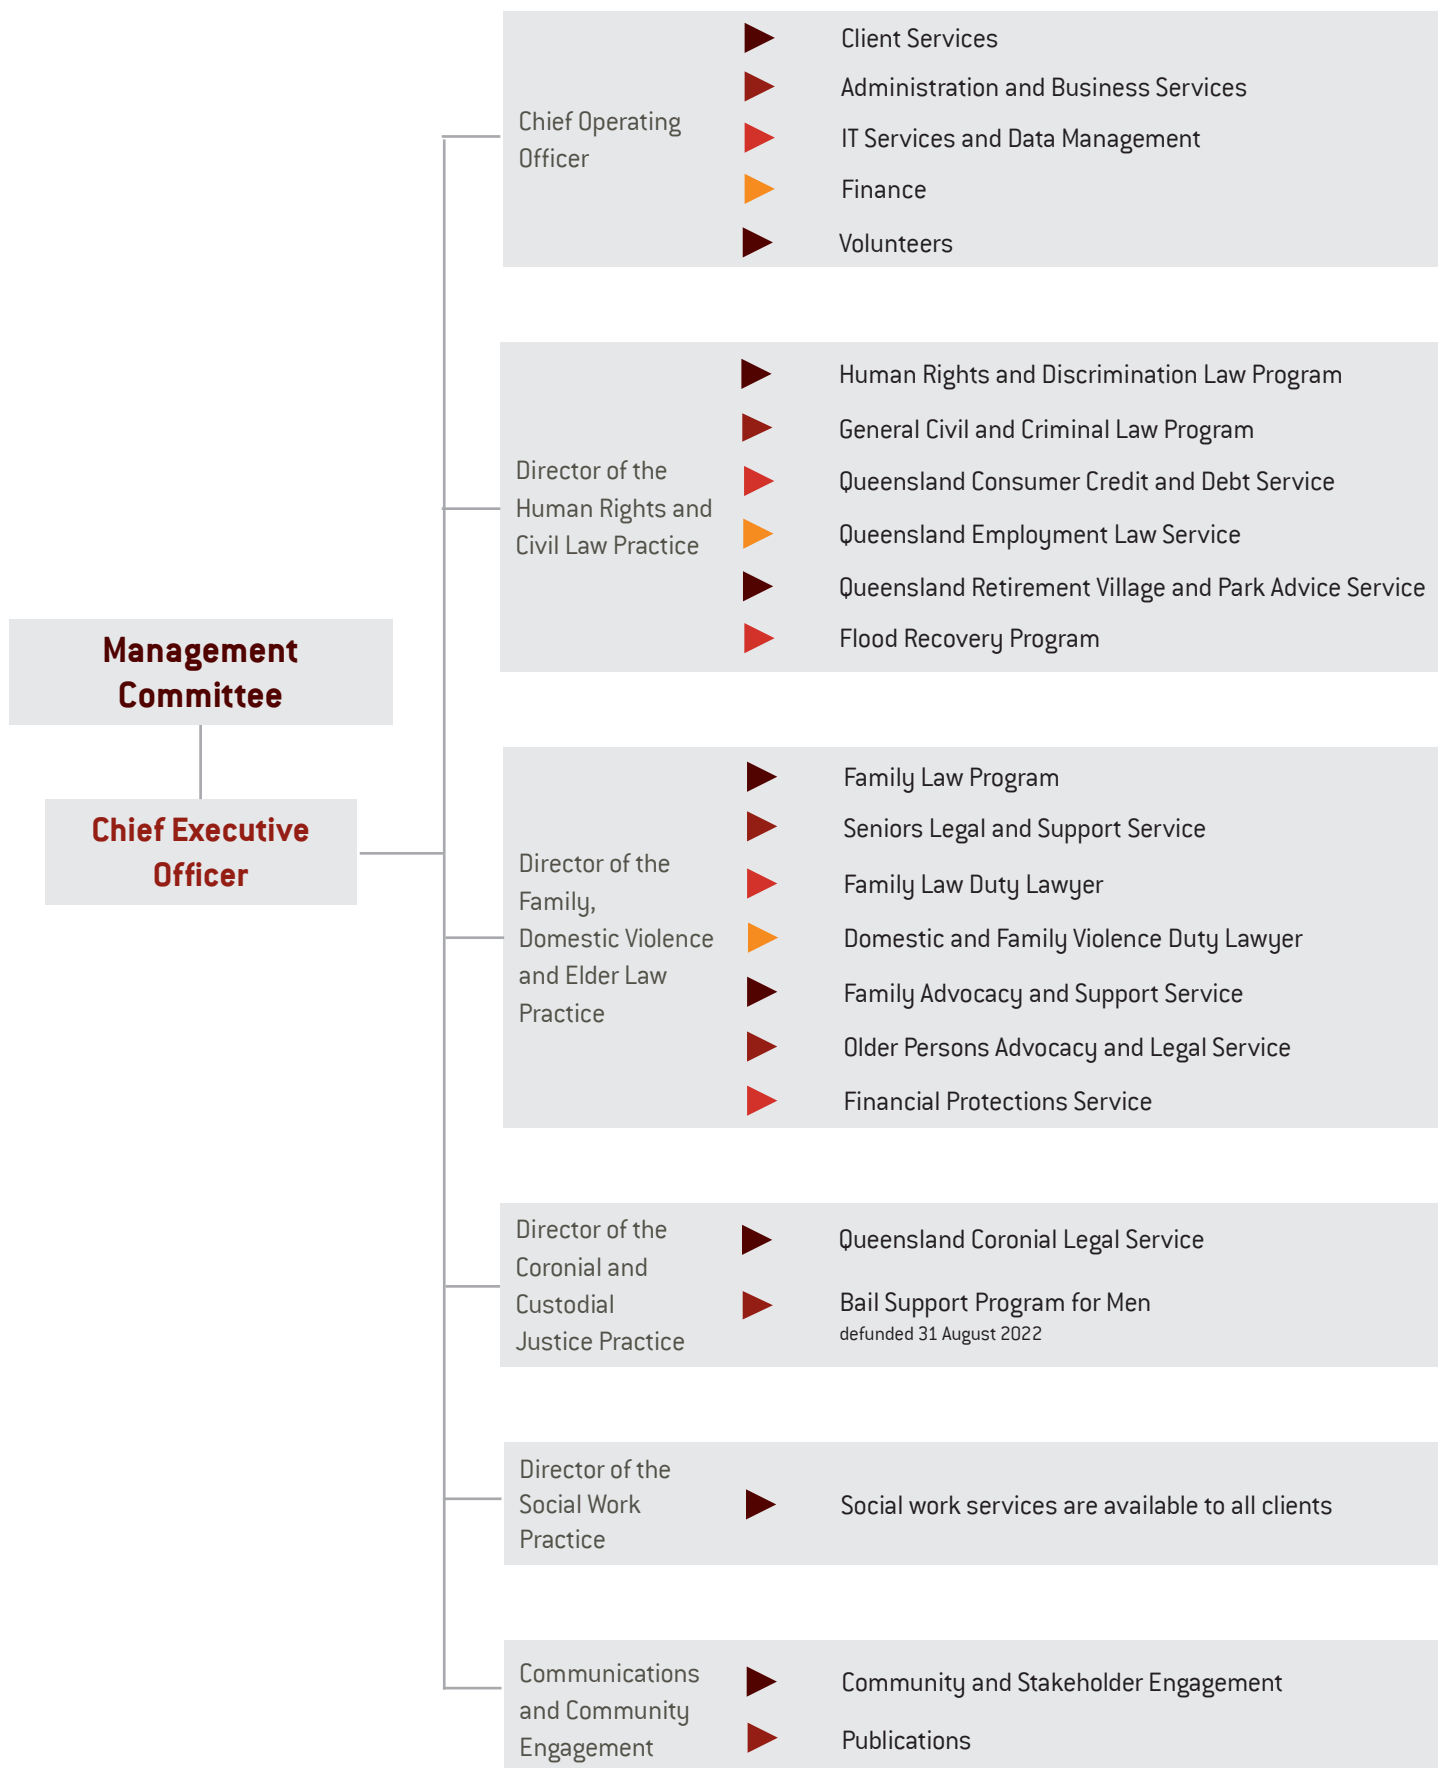 Management
Committee
Chief Executive
Officer
Chief Operating
Officer
Client Services
Administration and Business Services
IT Services and Data Management
Finance
Volunteers
Director of the
Human Rights and
Civil Law Practice
Human Rights and Discrimination Law Program
General Civil and Criminal Law Program
Queensland Consumer Credit and Debt Service
Queensland Employment Law Service
Queensland Retirement Village and Park Advice Service
Flood Recovery Program
Director of the
Family,
Domestic Violence
and Elder Law
Practice
Family Law Program
Seniors Legal and Support Service
Family Law Duty Lawyer
Domestic and Family Violence Duty Lawyer
Family Advocacy and Support Service
Older Persons Advocacy and Legal Service
Financial Protections Service
Director of the
Coronial and
Custodial
Justice Practice
Queensland Coronial Legal Service
Bail Support Program for Men
defunded 31 August 2022
Director of the
Social Work
Practice
Social work services are available to all clients
Communications
and Community
Engagement
Community and Stakeholder Engagement
Publications